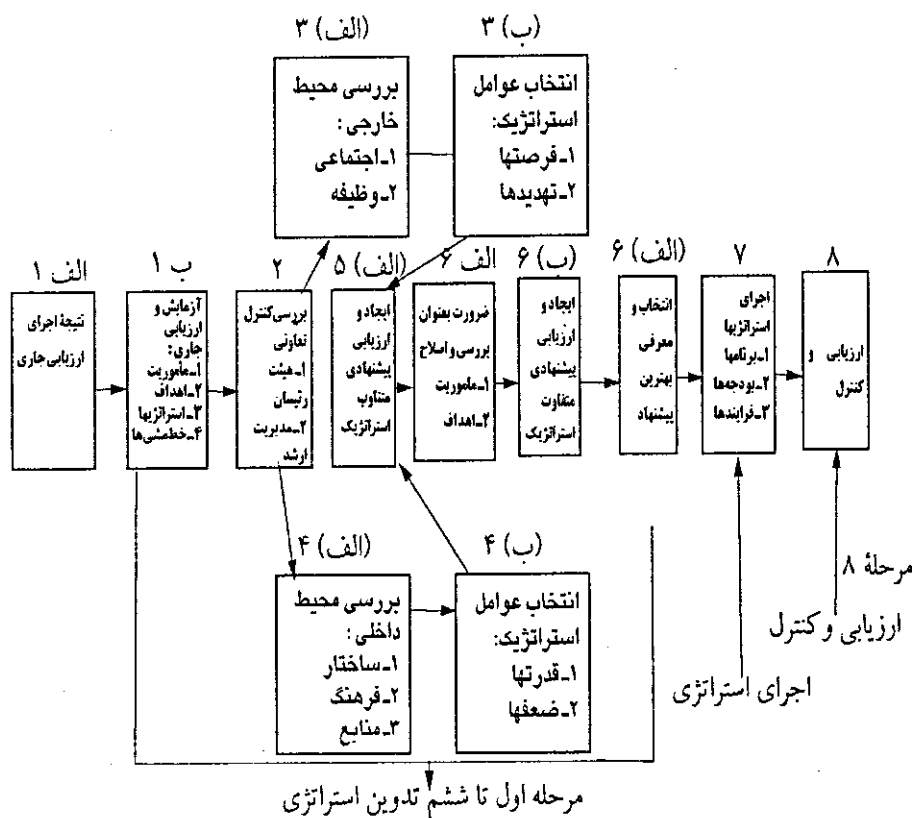 ۳ (الف)
بررسی محیط
خارجی:
۱ـ اجتماعی
۲ـ وظیفه
۳ (ب)
انتخاب عوامل
استراتژیک:
۱ـ فرصتها
۲ـ تهدیدها
الف ۱
نتیجهٔ اجرای
ارزیابی جاری
ب ۱
آزمایش و
ارزیابی
جاری:
۱ـ مأموریت
۲ـ اهداف
۳ـ استراتژیها
۴ـ خطمشی‌ها
۲
بررسی کنترل
تعاونی
۱ـ هیئت
رئیسان
۲ـ مدیریت
ارشد
۵ (الف)
ایجاد و
ارزیابی
پیشنهادی
متناوب
استراتژیک
۶ الف
ضرورت بعنوان
بررسی و اصلاح
۱ـ ماموریت
۲ـ اهداف
۶ (ب)
ایجاد و
ارزیابی
پیشنهادی
متفاوت
استراتژیک
۶ (الف)
انتخاب و
معرفی
بهترین
پیشنهاد
۷
اجرای
استراتژیها
۱ـ برنامها
۲ـ بودجه‌ها
۳ـ فرایندها
۸
ارزیابی و
کنترل
۴ (الف)
بررسی محیط
داخلی:
۱ـ ساختار
۲ـ فرهنگ
۳ـ منابع
۴ (ب)
انتخاب عوامل
استراتژیک:
۱ـ قدرتها
۲ـ ضعفها
مرحلهٔ ۸
ارزیابی و کنترل
اجرای استراتژی
مرحله اول تا ششم تدوین استراتژی